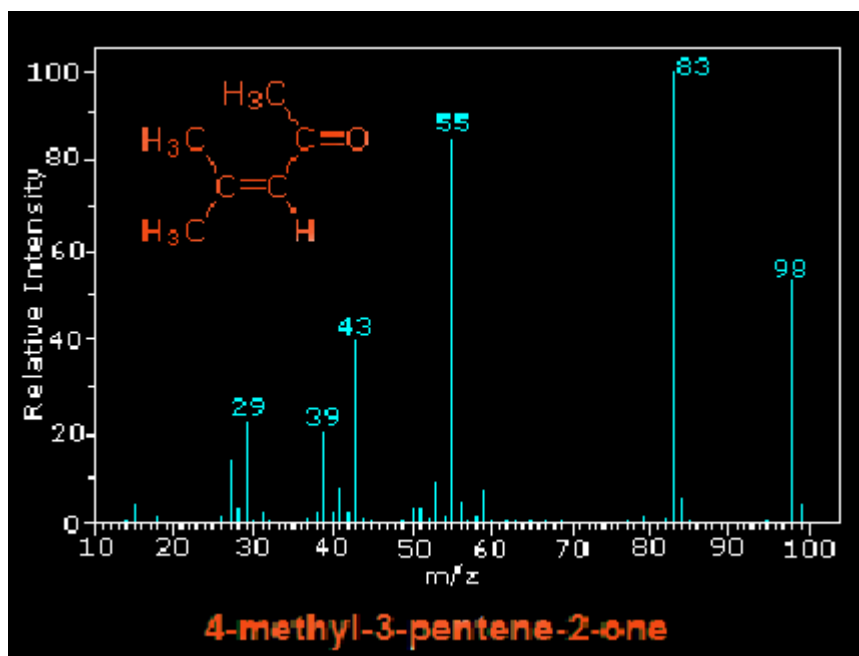 100
80
60
40
20
0
Relative Intensity
H₃C
H₃C
C=O
C=C
H₃C
H
83
55
98
43
29
39
10 20 30 40 50 60 70 80 90 100
m/z
4-methyl-3-pentene-2-one